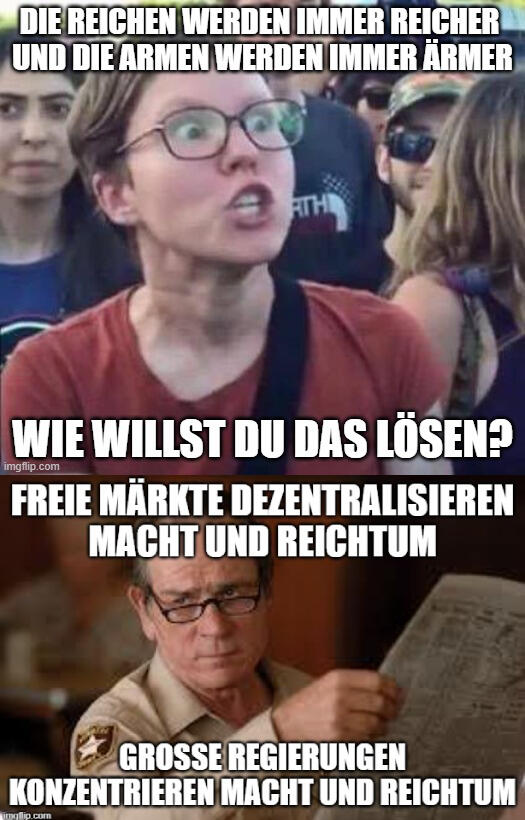 DIE REICHEN WERDEN IMMER REICHER
UND DIE ARMEN WERDEN IMMER ÄRMER
RTH
WIE WILLST DU DAS LÖSEN?
imgflip.com
FREIE MÄRKTE DEZENTRALISIEREN
MACHT UND REICHTUM
GROSSE REGIERUNGEN
KONZENTRIEREN MACHT UND REICHTUM
imgflip.com